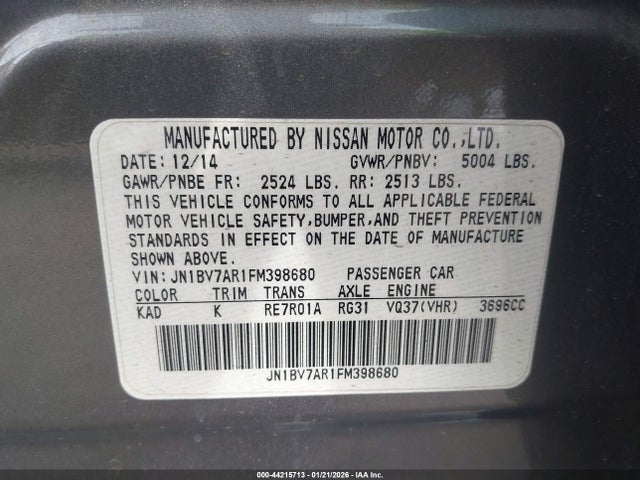 MANUFACTURED BY NISSAN MOTOR CO.,LTD.
DATE: 12/14 GVWR/PNBV: 5004 LBS.
GAWR/PNBE FR: 2524 LBS. RR: 2513 LBS.
THIS VEHICLE CONFORMS TO ALL APPLICABLE FEDERAL
MOTOR VEHICLE SAFETY,BUMPER,AND THEFT PREVENTION
STANDARDS IN EFFECT ON THE DATE OF MANUFACTURE
SHOWN ABOVE.
VIN: JN1BV7AR1FM398680 PASSENGER CAR
COLOR TRIM TRANS AXLE ENGINE
KAD K RE7R01A RG31 VQ37(VHR) 3696CC
JN1BV7AR1FM398680
000-44215713 - 01/21/2026 - IAA Inc.